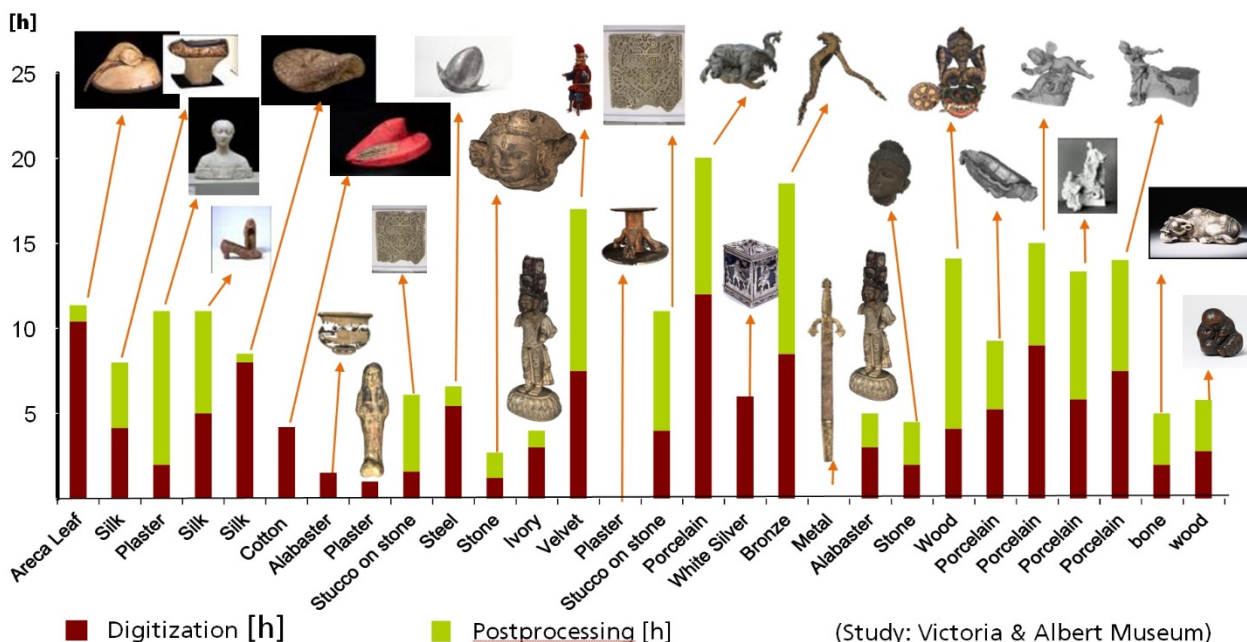 [h]
25
20
15
10
5
Areca Leaf
Silk
Plaster
Silk
Silk
Cotton
Alabaster
Plaster
Stucco on stone
Steel
Stone
Ivory
Velvet
Plaster
Stucco on stone
Porcelain
White Silver
Bronze
Metal
Alabaster
Stone
Wood
Porcelain
Porcelain
Porcelain
Porcelain
bone
wood
Digitization [h]
Postprocessing [h]
(Study: Victoria & Albert Museum)